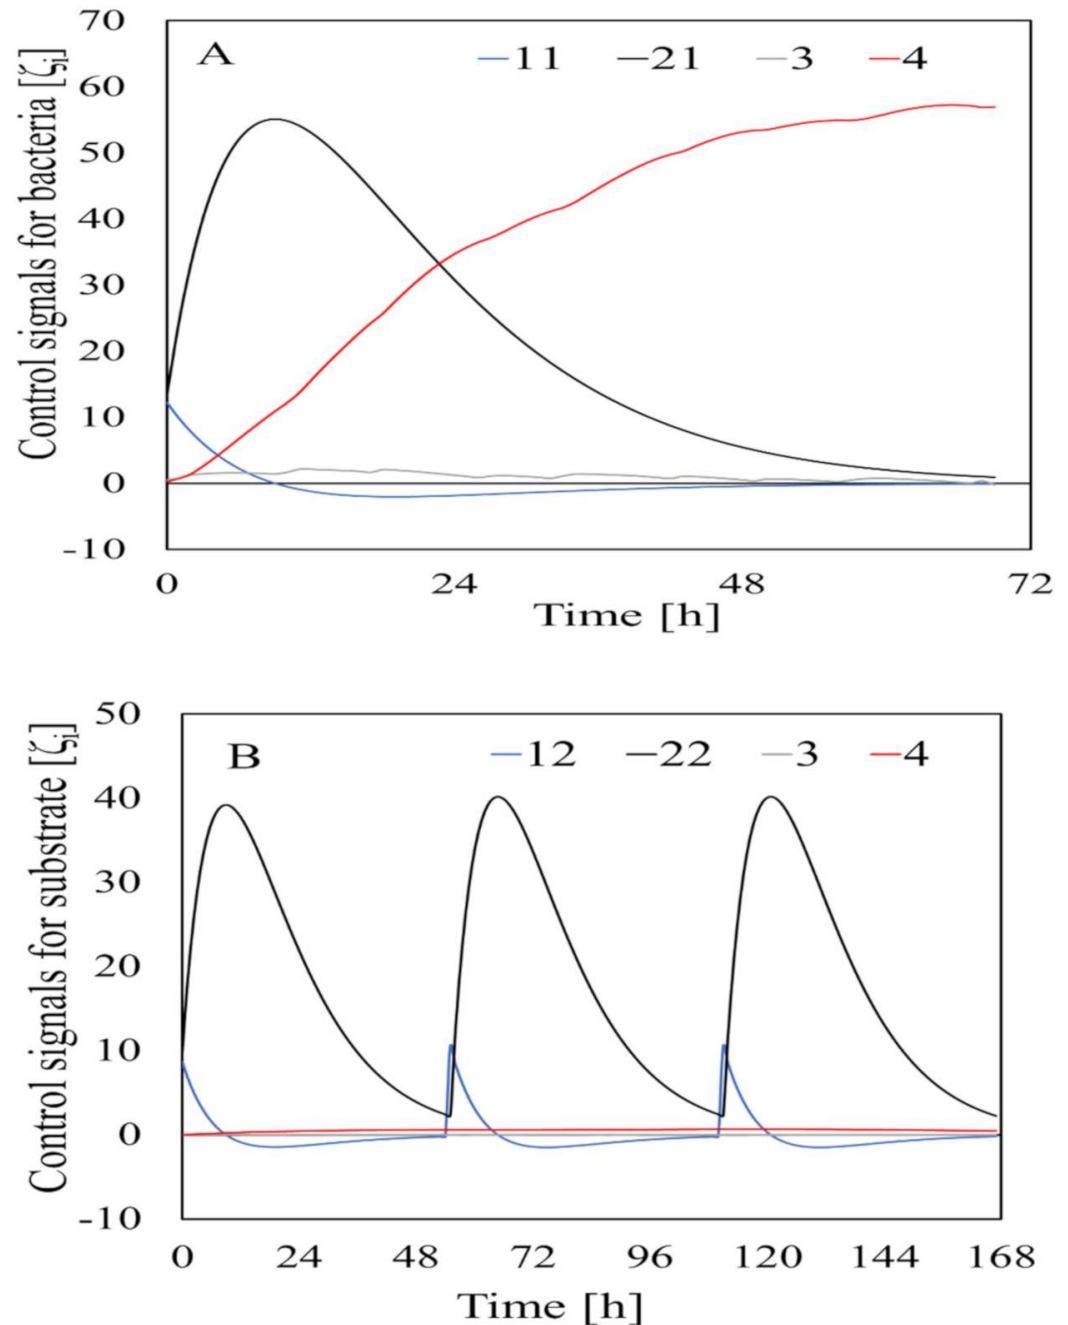 70
A
11 21 3 4
60
50
40
30
20
10
0
-10
Control signals for bacteria [ζi]
0 24 48 72
Time [h]
50
B
12 22 3 4
40
30
20
10
0
-10
Control signals for substrate [ζi]
0 24 48 72 96 120 144 168
Time [h]